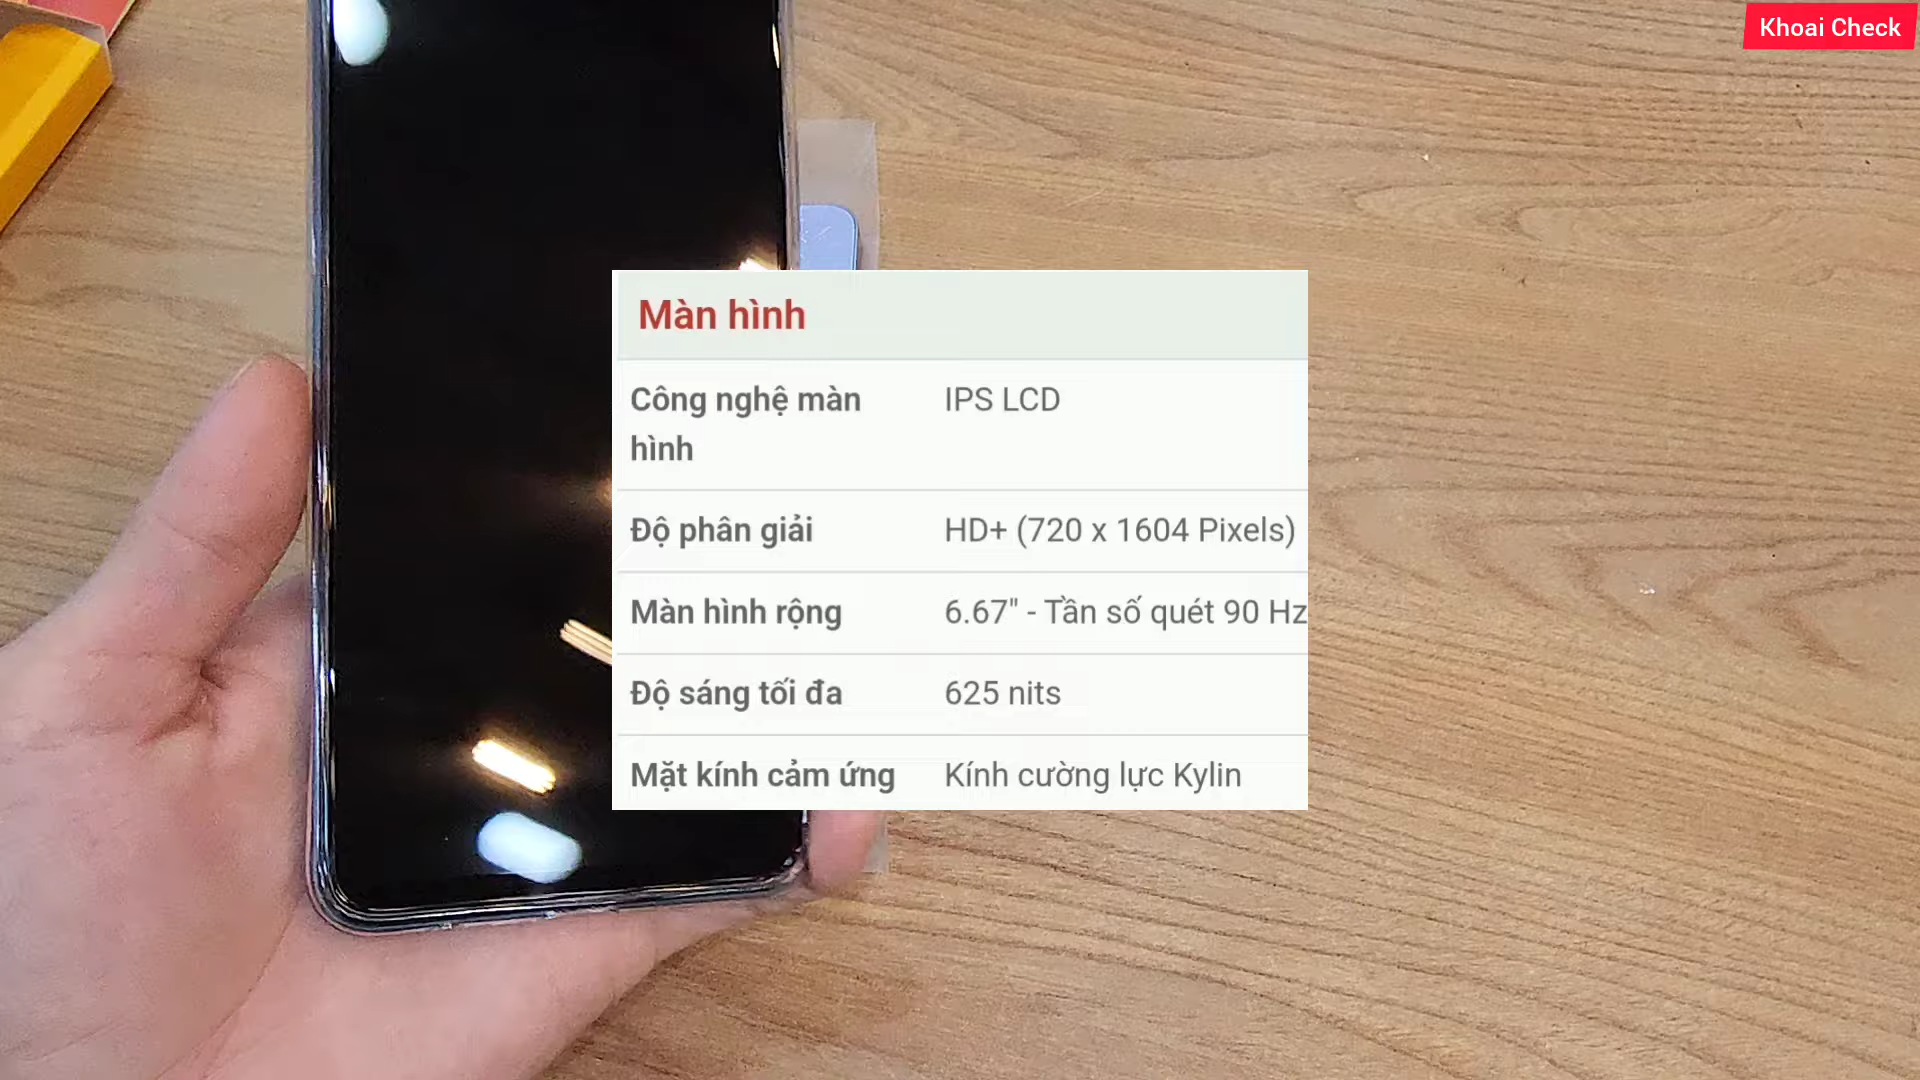 Khoai Check
Màn hình
Công nghệ màn hình IPS LCD
Độ phân giải HD+ (720 x 1604 Pixels)
Màn hình rộng 6.67" - Tần số quét 90 Hz
Độ sáng tối đa 625 nits
Mặt kính cảm ứng Kính cường lực Kylin